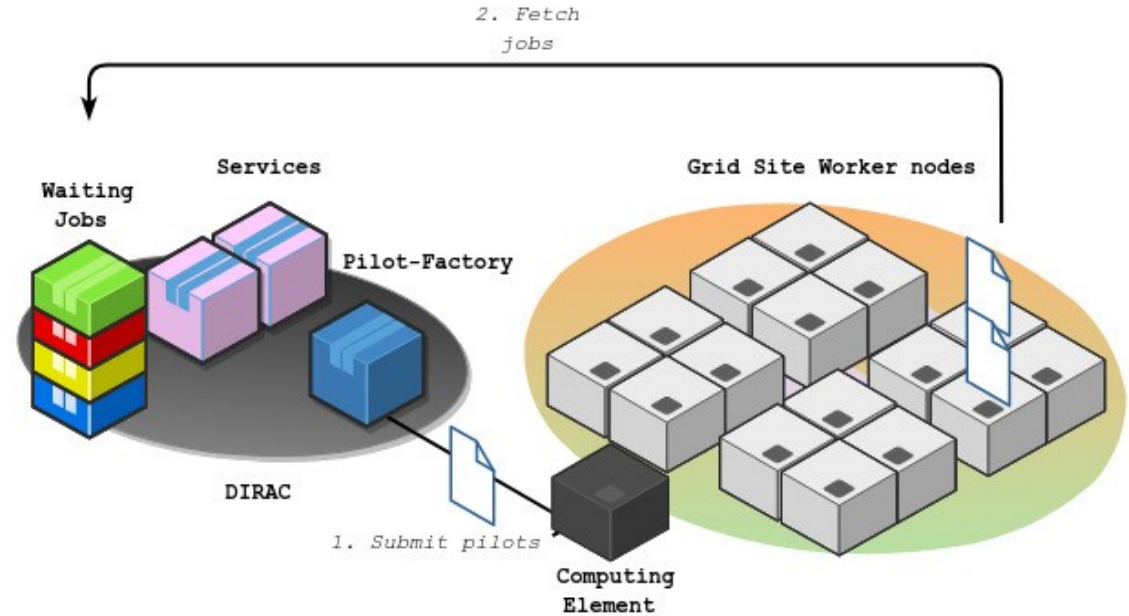 2. Fetch
jobs
Services
Grid Site Worker nodes
Waiting
Jobs
Pilot-Factory
DIRAC
1. Submit pilots
Computing
Element